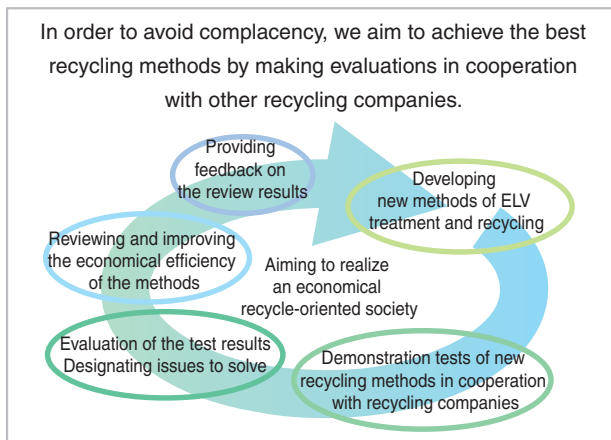 In order to avoid complacency, we aim to achieve the best
recycling methods by making evaluations in cooperation
with other recycling companies.
Providing
feedback on
the review results
Developing
new methods of ELV
treatment and recycling
Reviewing and improving
the economical efficiency
of the methods
Aiming to realize
an economical
recycle-oriented society
Evaluation of the test results
Designating issues to solve
Demonstration tests of new
recycling methods in cooperation
with recycling companies